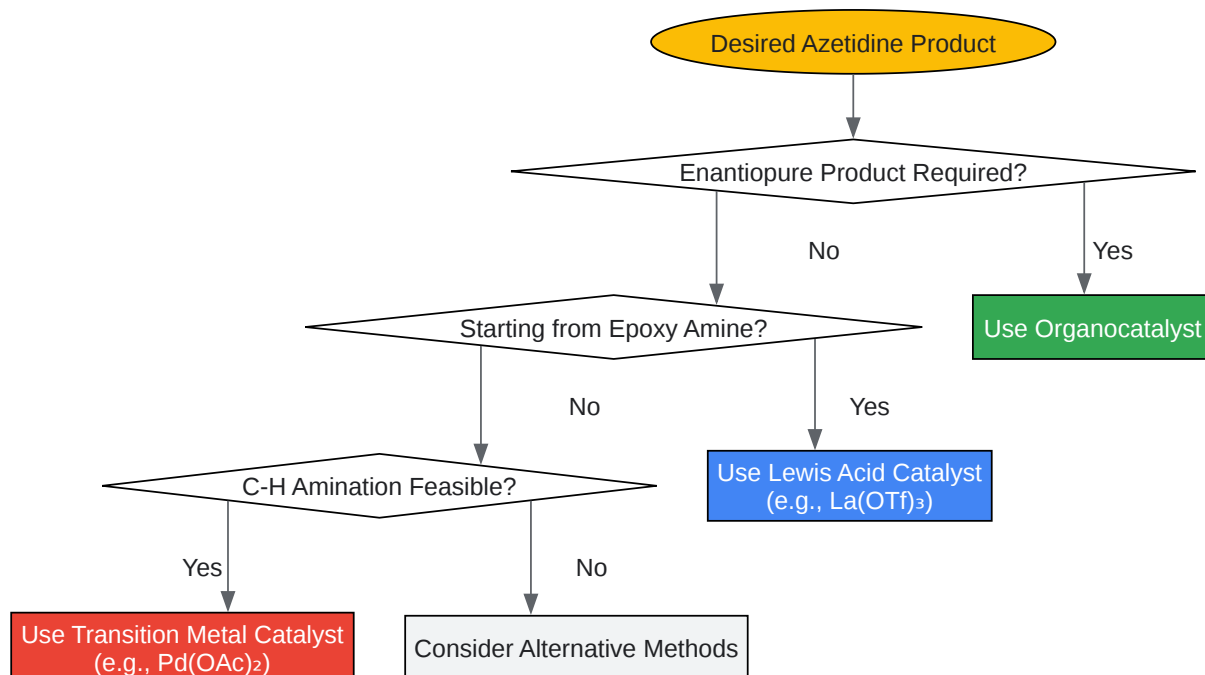 Desired Azetidine Product
Enantiopure Product Required?
No
Yes
Starting from Epoxy Amine?
Use Organocatalyst
No
Yes
C-H Amination Feasible?
Use Lewis Acid Catalyst
(e.g., La(OTf)₃)
Yes
No
Use Transition Metal Catalyst
(e.g., Pd(OAc)₂)
Consider Alternative Methods